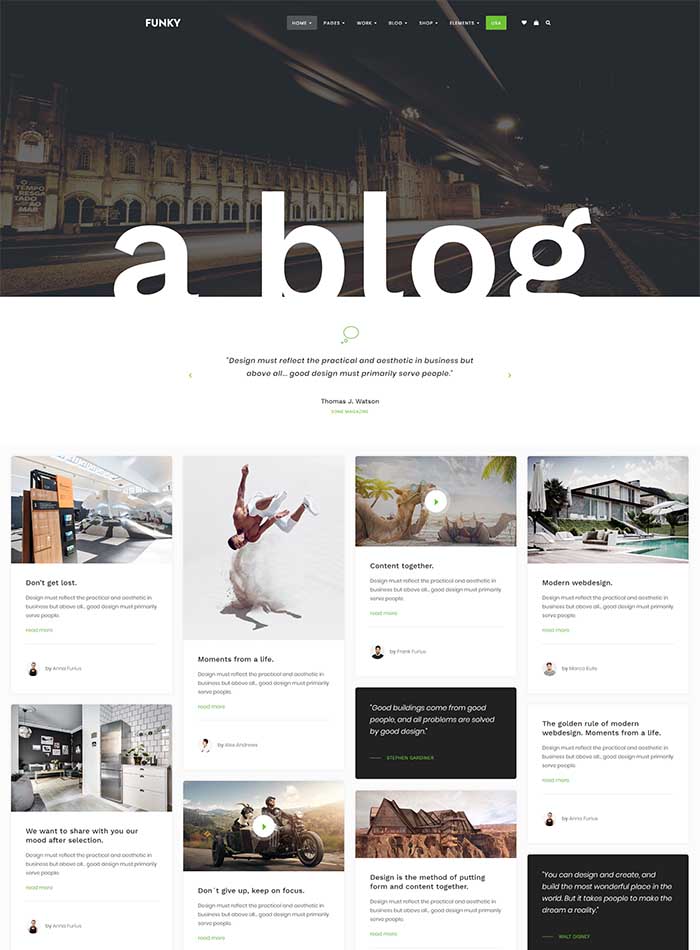 FUNKY
HOME PAGES WORK BLOG SHOP ELEMENTS USA
O TEMPO
RESGA
TADO
AO MAR
a blog
"Design must reflect the practical and aesthetic in business but
above all... good design must primarily serve people."
Thomas J. Watson
SOME MAGAZINE
Don't get lost.
Design must reflect the practical and aesthetic in
business but above all... good design must primarily
serve people.
read more
by Anna Furius
We want to share with you our
mood after selection.
Design must reflect the practical and aesthetic in
business but above all... good design must primarily
serve people.
read more
by Anna Furius
Moments from a life.
Design must reflect the practical and aesthetic in
business but above all... good design must primarily
serve people.
read more
by Alex Andrews
Don´t give up, keep on focus.
Design must reflect the practical and aesthetic in
business but above all... good design must primarily
serve people.
read more
Content together.
Design must reflect the practical and aesthetic in
business but above all... good design must primarily
serve people.
read more
by Frank Furius
"Good buildings come from good
people, and all problems are solved
by good design."
STEPHEN GARDINER
Design is the method of putting
form and content together.
Design must reflect the practical and aesthetic in
business but above all... good design must primarily
serve people.
read more
Modern webdesign.
Design must reflect the practical and aesthetic in
business but above all... good design must primarily
serve people.
read more
by Marco Eulis
The golden rule of modern
webdesign. Moments from a life.
Design must reflect the practical and aesthetic in
business but above all... good design must primarily
serve people.
read more
by Anna Furius
"You can design and create, and
build the most wonderful place in the
world. But it takes people to make the
dream a reality."
WALT DISNEY